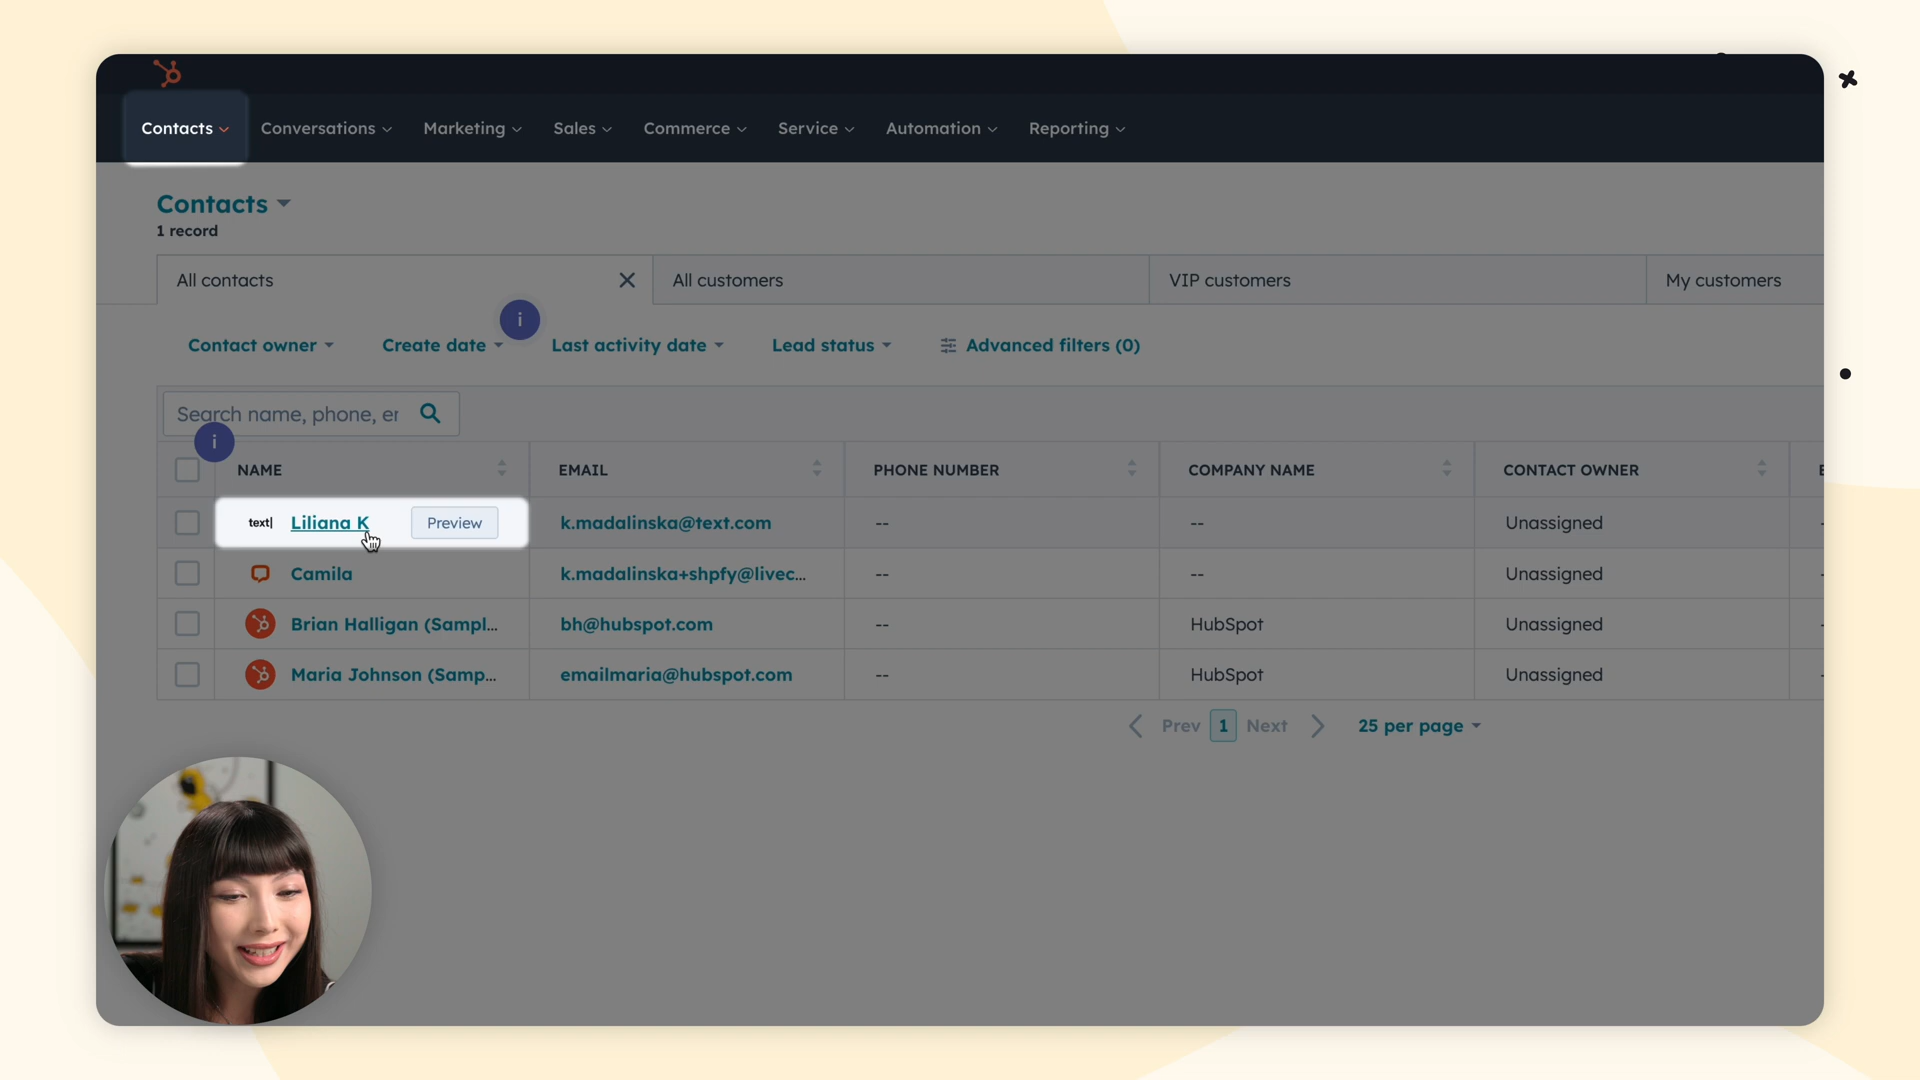 Contacts Conversations Marketing Sales Commerce Service Automation Reporting
Contacts
1 record
All contacts All customers VIP customers My customers
i
Contact owner Create date Last activity date Lead status Advanced filters (0)
Search name, phone, er
i
NAME EMAIL PHONE NUMBER COMPANY NAME CONTACT OWNER
text| Liliana K Preview k.madalinska@text.com -- -- Unassigned
Camila k.madalinska+shpfy@livec... -- -- Unassigned
Brian Halligan (Sampl... bh@hubspot.com -- HubSpot Unassigned
Maria Johnson (Samp... emailmaria@hubspot.com -- HubSpot Unassigned
Prev 1 Next 25 per page